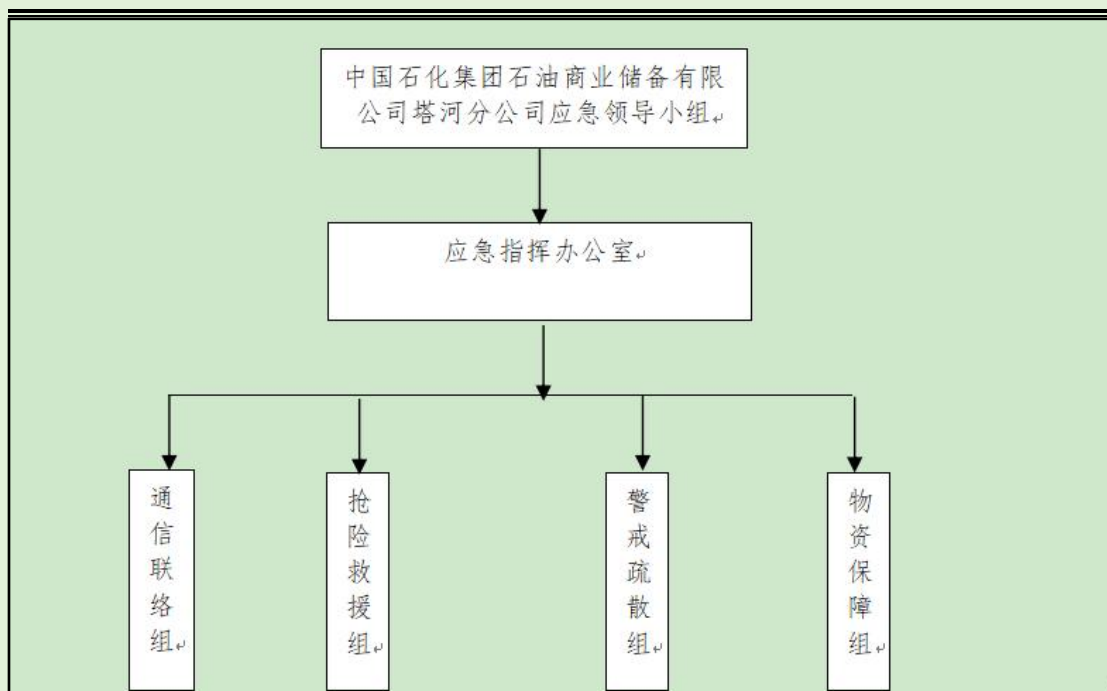 中国石化集团石油商业储备有限
公司塔河分公司应急领导小组
应急指挥办公室
通信联络组
抢险救援组
警戒疏散组
物资保障组